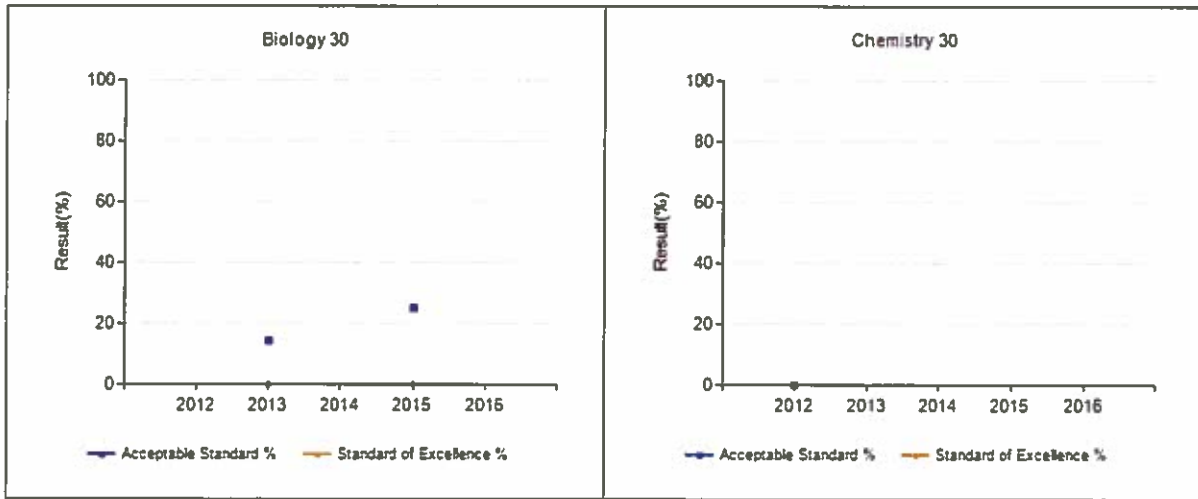 Biology 30
Result(%)
100
80
60
40
20
0
2012 2013 2014 2015 2016
Acceptable Standard % Standard of Excellence %
Chemistry 30
Result(%)
100
80
60
40
20
0
2012 2013 2014 2015 2016
Acceptable Standard % Standard of Excellence %